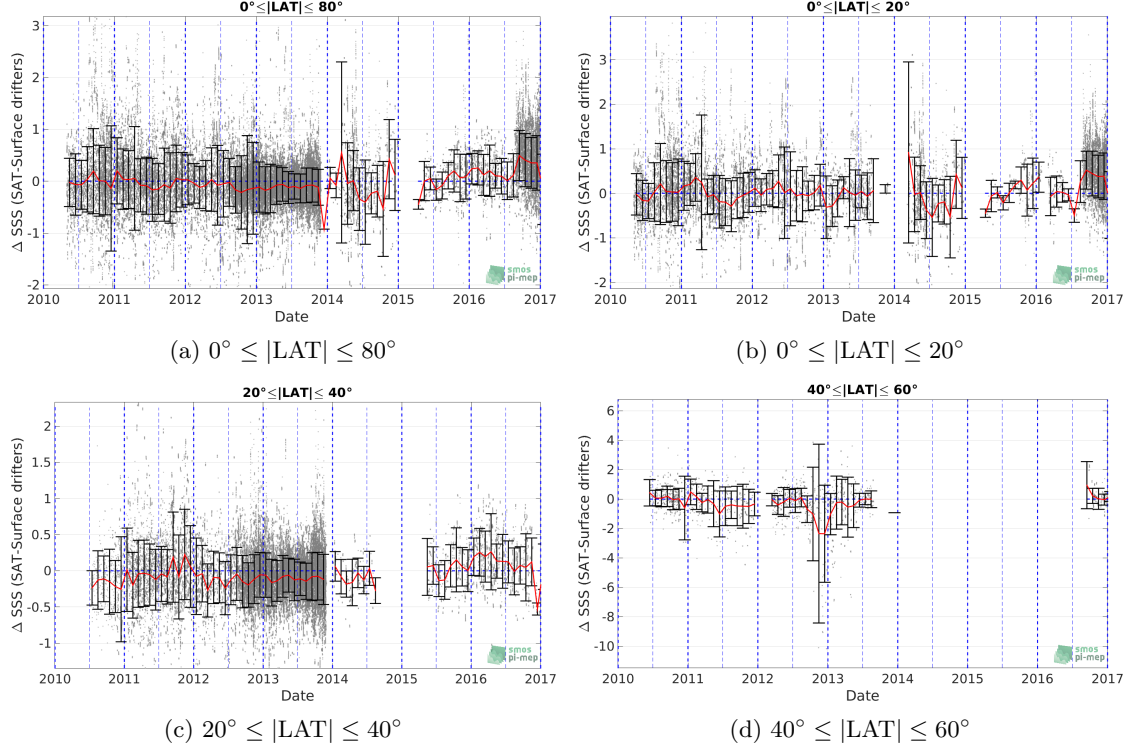 0°≤|LAT|≤ 80°
Δ SSS (SAT-Surface drifters)
3
2
1
0
-1
-2
2010 2011 2012 2013 2014 2015 2016 2017
Date
smos
pi-mep
(a) 0° ≤ |LAT| ≤ 80°
0°≤|LAT|≤ 20°
Δ SSS (SAT-Surface drifters)
3
2
1
0
-1
-2
2010 2011 2012 2013 2014 2015 2016 2017
Date
smos
pi-mep
(b) 0° ≤ |LAT| ≤ 20°
20°≤|LAT|≤ 40°
Δ SSS (SAT-Surface drifters)
2
1.5
1
0.5
0
-0.5
-1
2010 2011 2012 2013 2014 2015 2016 2017
Date
smos
pi-mep
(c) 20° ≤ |LAT| ≤ 40°
40°≤|LAT|≤ 60°
Δ SSS (SAT-Surface drifters)
6
4
2
0
-2
-4
-6
-8
-10
2010 2011 2012 2013 2014 2015 2016 2017
Date
smos
pi-mep
(d) 40° ≤ |LAT| ≤ 60°